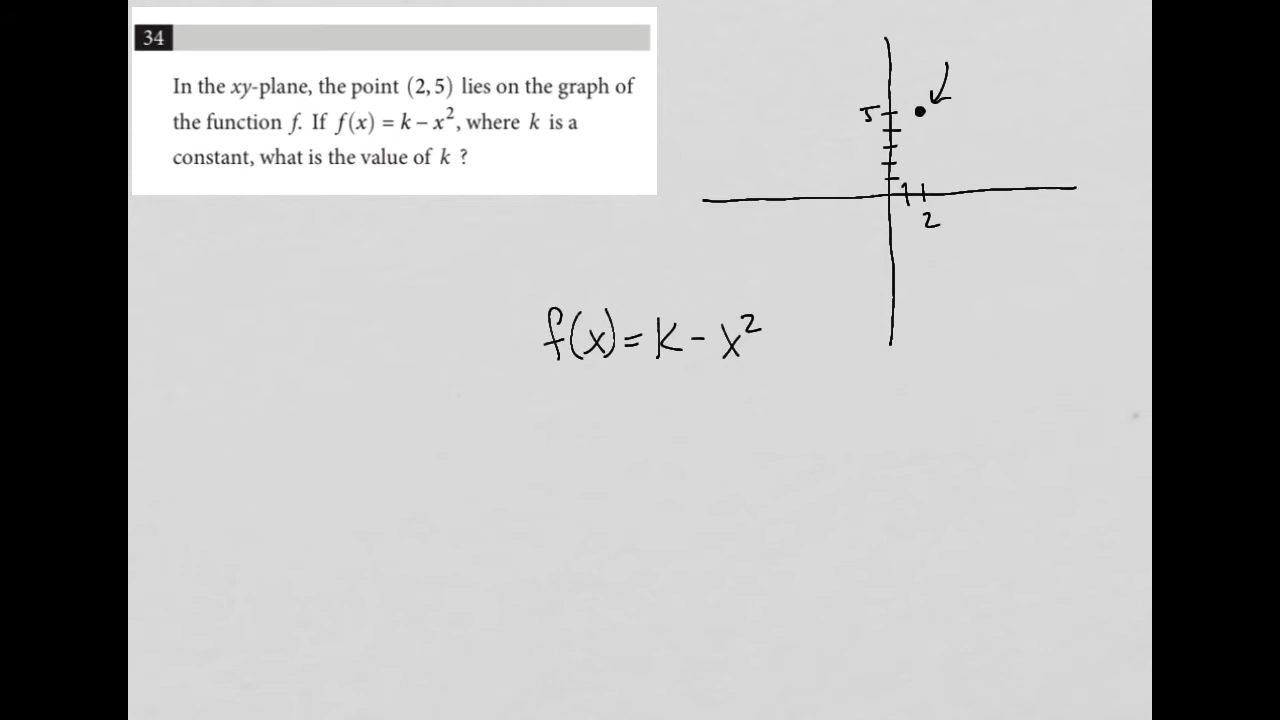 34
In the xy-plane, the point (2, 5) lies on the graph of
the function f. If f(x) = k − x², where k is a
constant, what is the value of k ?
5
2
f(x) = k - x²